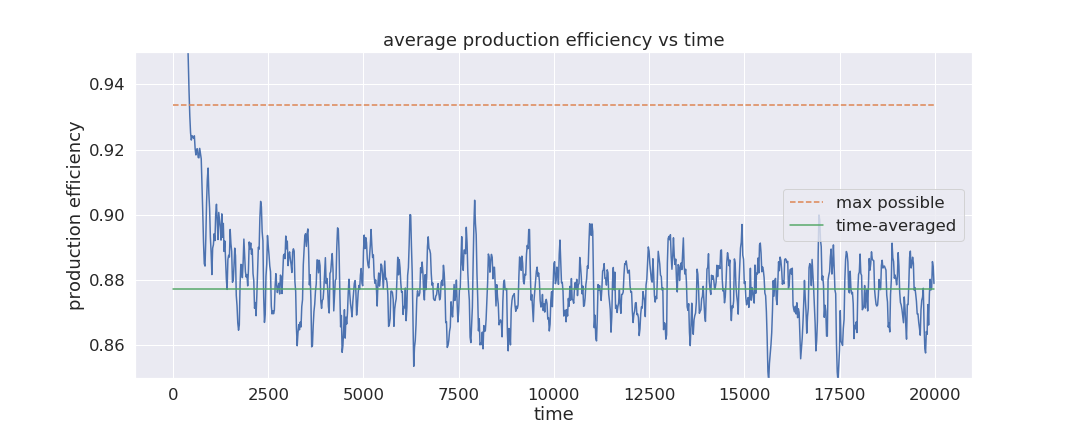 average production efficiency vs time
production efficiency
0.94
0.92
0.90
0.88
0.86
max possible
time-averaged
0
2500
5000
7500
10000
12500
15000
17500
20000
time